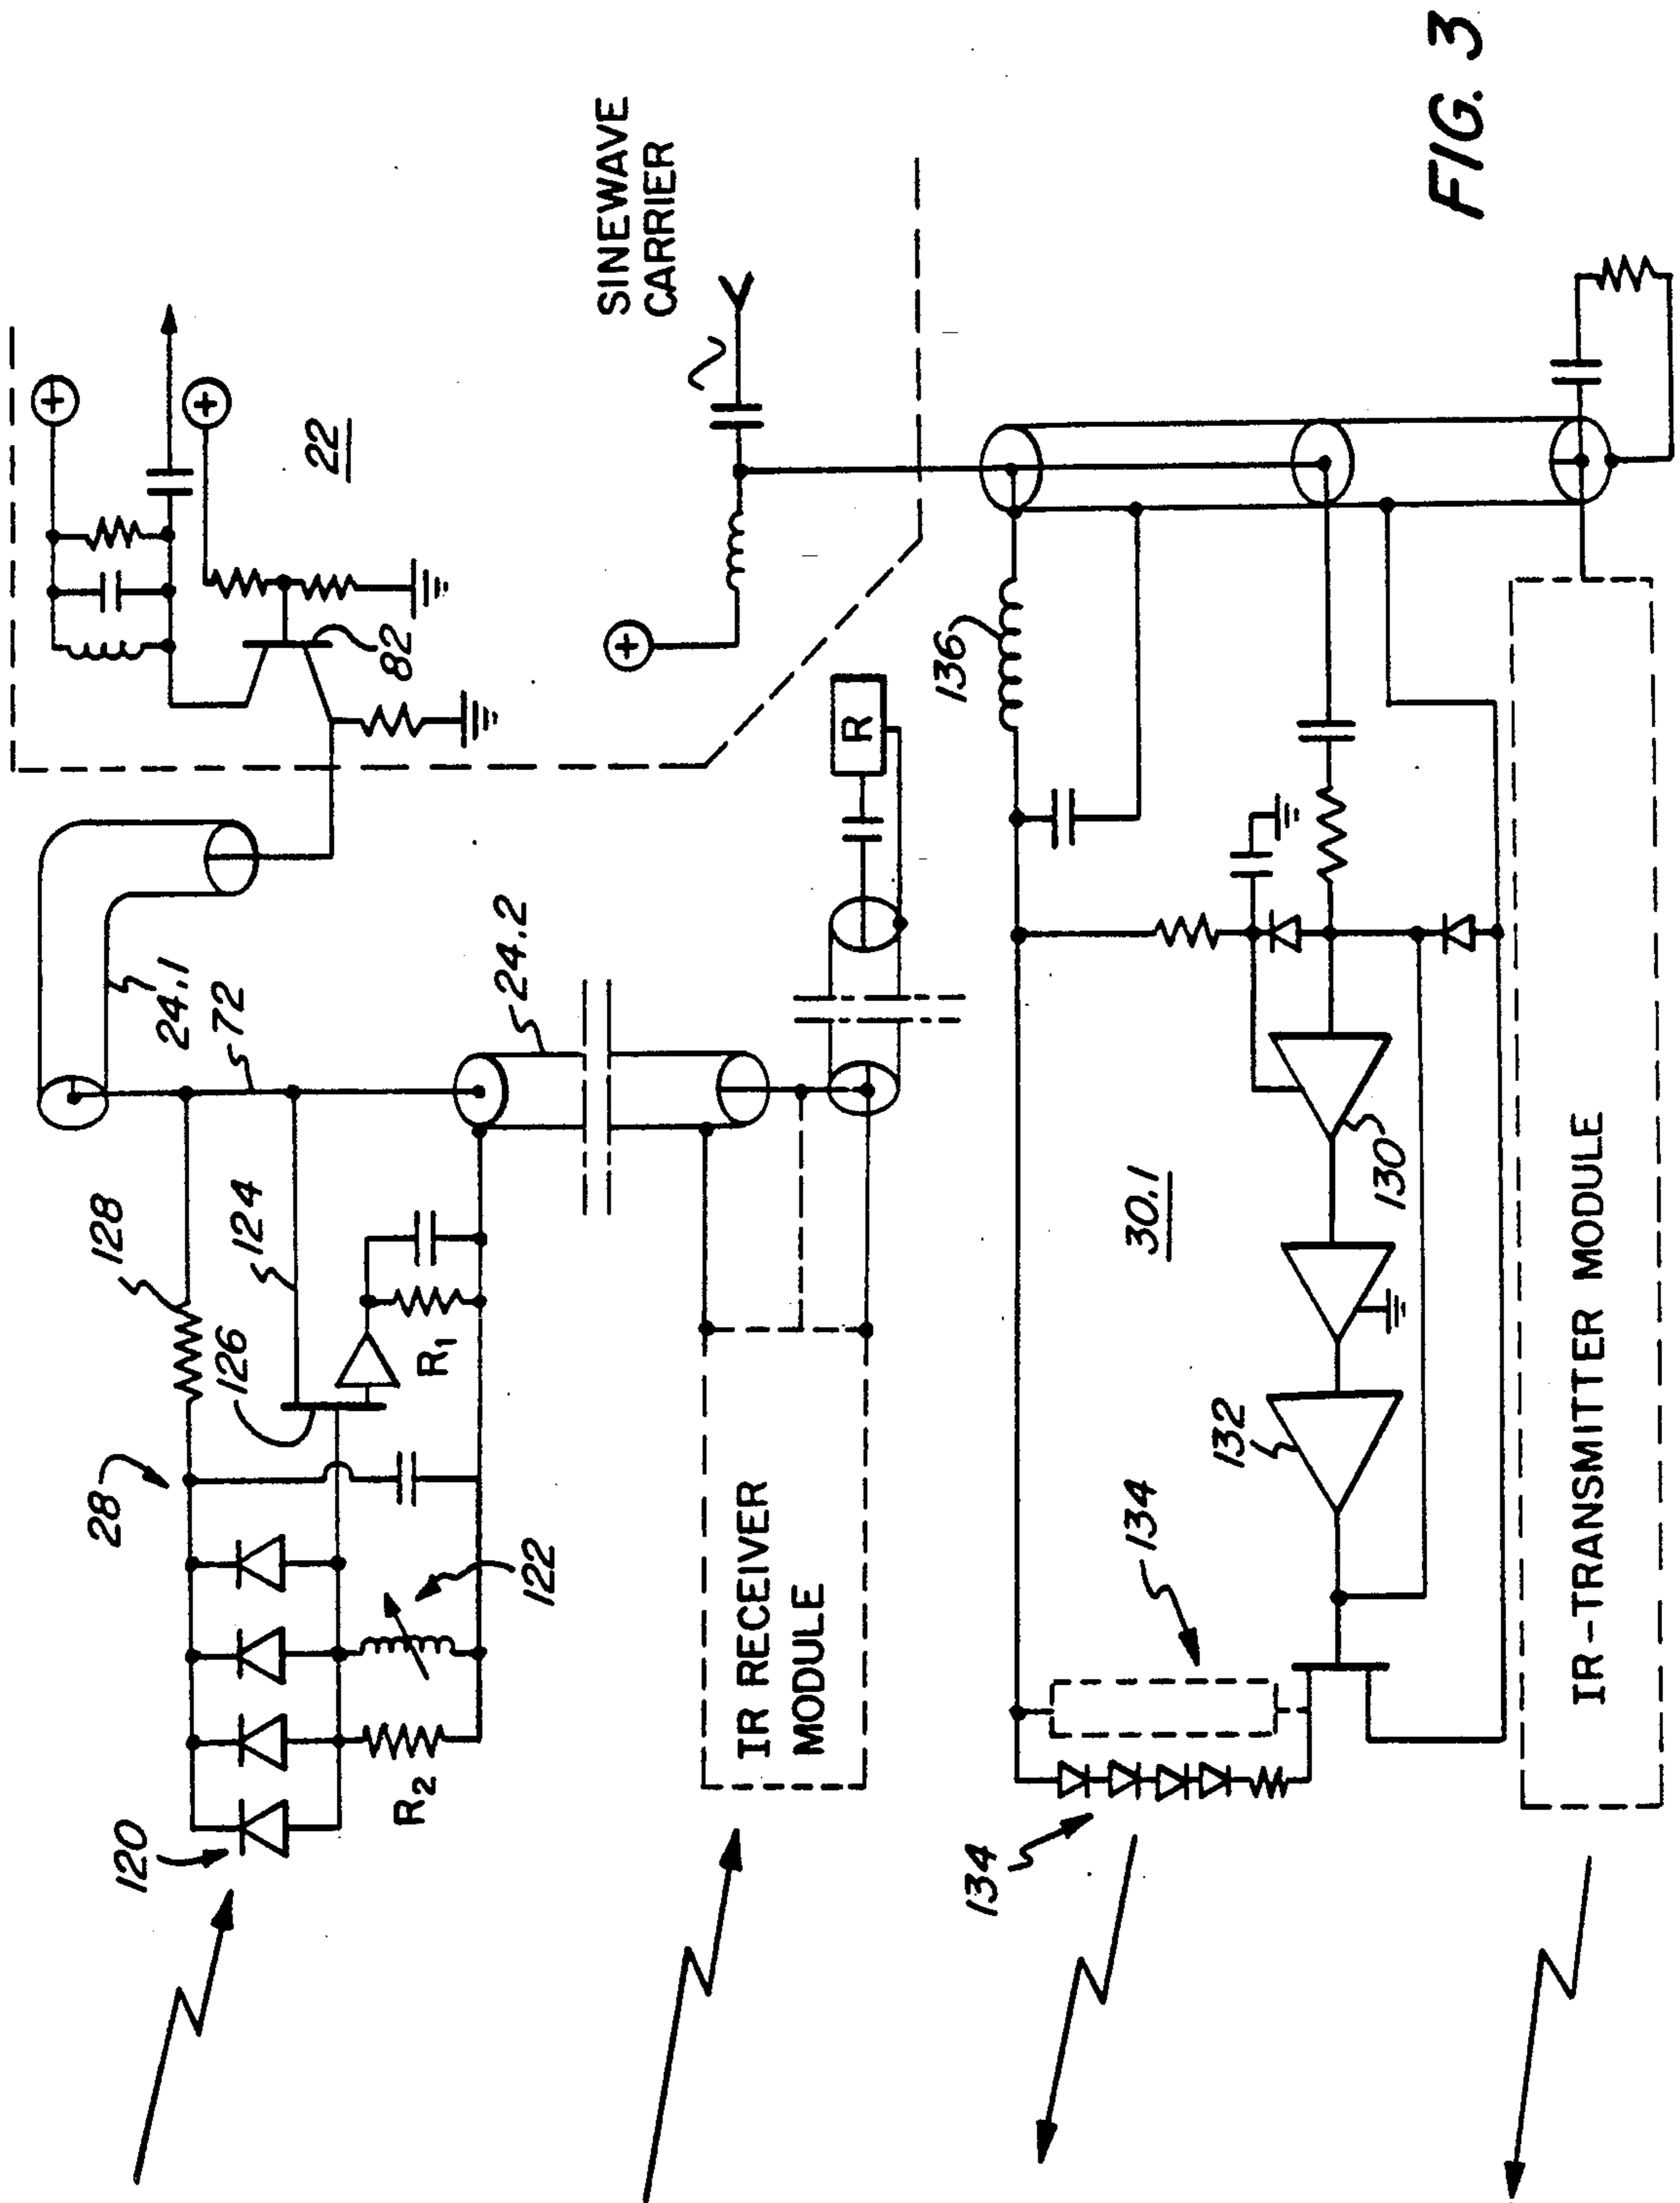 120
28
126
128
124
72
24.1
22
82
R2
122
R1
24.2
SINEWAVE
CARRIER
IR RECEIVER
MODULE
R
134
134
132
30.1
130
136
IR-TRANSMITTER MODULE
FIG. 3